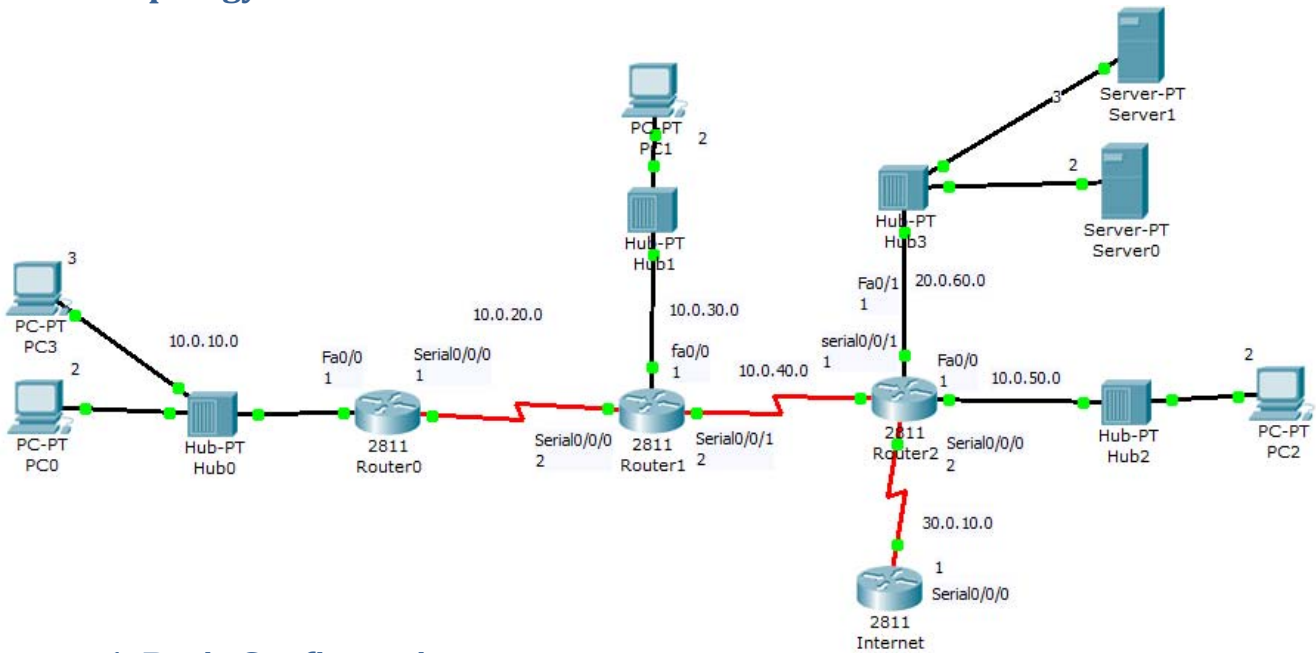 3
Server-PT
Server1
2
Server-PT
Server0
PC-PT
PC1
2
Hub-PT
Hub3
Hub-PT
Hub1
Fa0/1
1
20.0.60.0
3
PC-PT
PC3
10.0.10.0
2
PC-PT
PC0
Hub-PT
Hub0
Fa0/0
1
10.0.20.0
Serial0/0/0
1
2811
Router0
10.0.30.0
fa0/0
1
Serial0/0/0
2
2811
Router1
Serial0/0/1
2
10.0.40.0
serial0/0/1
1
Fa0/0
1
10.0.50.0
2811
Router2
Serial0/0/0
2
Hub-PT
Hub2
2
PC-PT
PC2
30.0.10.0
1
Serial0/0/0
2811
Internet